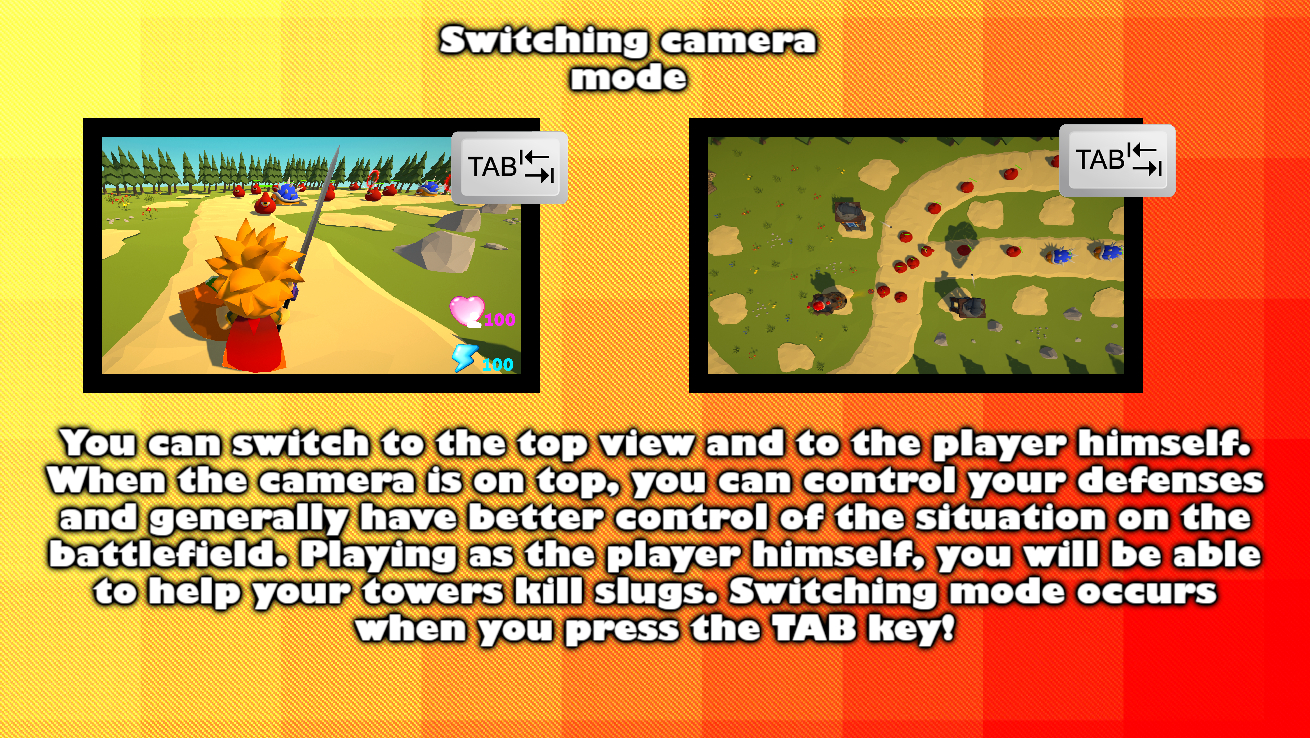 Switching camera
mode
TAB
TAB
100
100
You can switch to the top view and to the player himself.
When the camera is on top, you can control your defenses
and generally have better control of the situation on the
battlefield. Playing as the player himself, you will be able
to help your towers kill slugs. Switching mode occurs
when you press the TAB key!